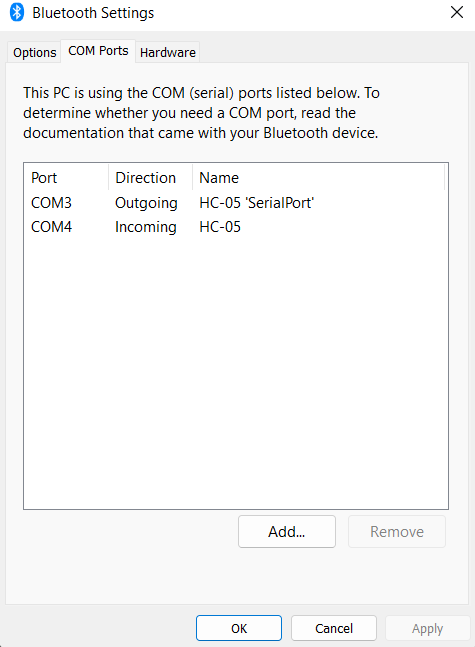 Bluetooth Settings
Options COM Ports Hardware
This PC is using the COM (serial) ports listed below. To
determine whether you need a COM port, read the
documentation that came with your Bluetooth device.
Port Direction Name
COM3 Outgoing HC-05 'SerialPort'
COM4 Incoming HC-05
Add... Remove
OK Cancel Apply